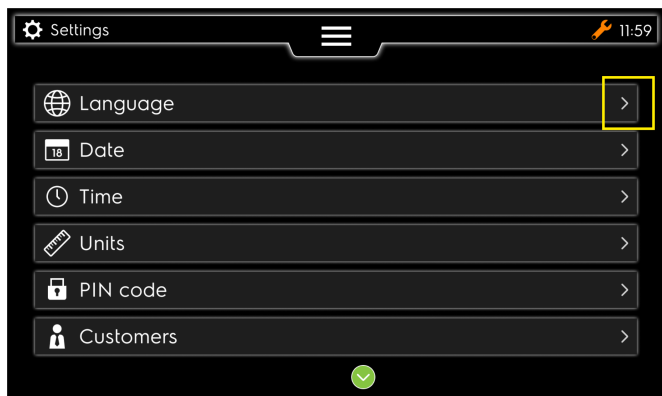 Settings
11:59
Language
18 Date
Time
Units
PIN code
Customers